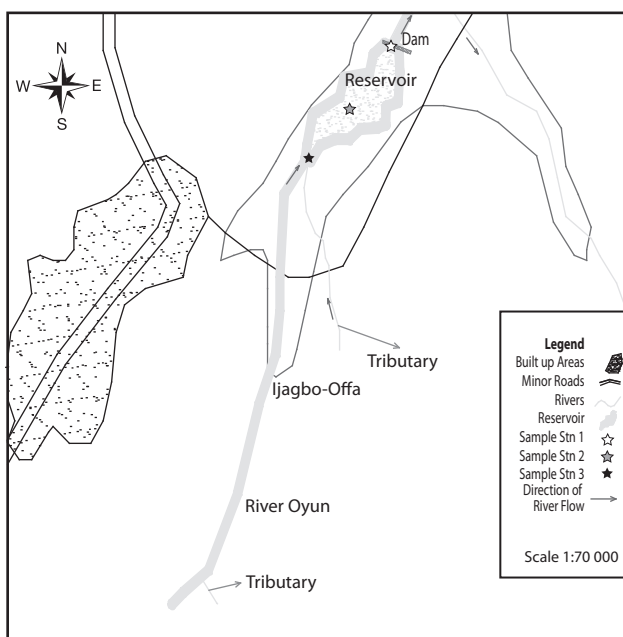 Dam
N
Reservoir
W E
S
Tributary
Ijagbo-Offa
River Oyun
Tributary
Legend
Built up Areas
Minor Roads
Rivers
Reservoir
Sample Stn 1
Sample Stn 2
Sample Stn 3
Direction of
River Flow
Scale 1:70 000